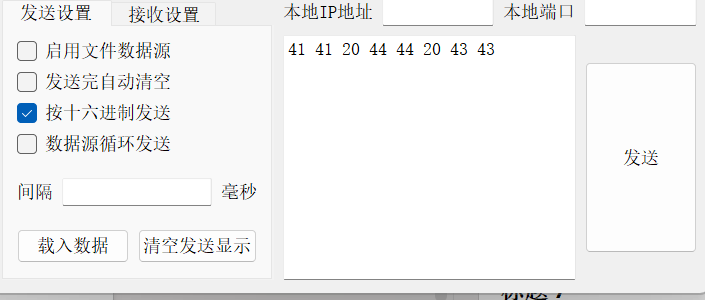 发送设置 接收设置 本地IP地址 本地端口
启用文件数据源 41 41 20 44 44 20 43 43
发送完自动清空
按十六进制发送
数据源循环发送 发送
间隔 毫秒
载入数据 清空发送显示